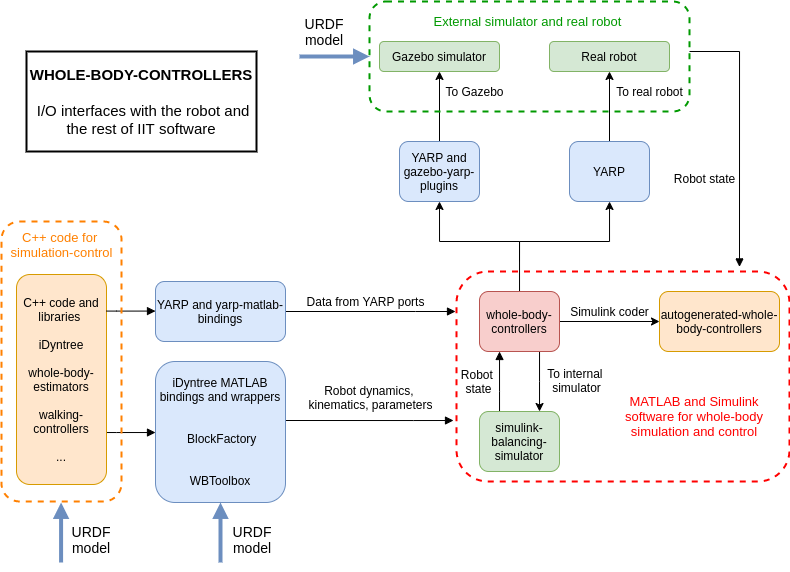 URDF
model
External simulator and real robot
Gazebo simulator
Real robot
To Gazebo
To real robot
WHOLE-BODY-CONTROLLERS
I/O interfaces with the robot and
the rest of IIT software
YARP and
gazebo-yarp-
plugins
YARP
Robot state
C++ code for
simulation-control
C++ code and
libraries
iDyntree
whole-body-
estimators
walking-
controllers
...
YARP and yarp-matlab-
bindings
Data from YARP ports
iDyntree MATLAB
bindings and wrappers
BlockFactory
WBToolbox
Robot dynamics,
kinematics, parameters
whole-body-
controllers
Simulink coder
autogenerated-whole-
body-controllers
Robot
state
To internal
simulator
simulink-
balancing-
simulator
MATLAB and Simulink
software for whole-body
simulation and control
URDF
model
URDF
model